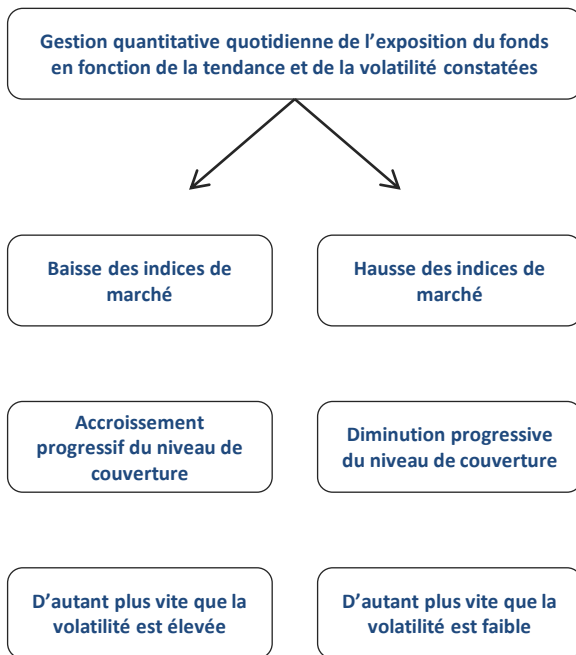 Gestion quantitative quotidienne de l’exposition du fonds
en fonction de la tendance et de la volatilité constatées
Baisse des indices de
marché
Hausse des indices de
marché
Accroissement
progressif du niveau de
couverture
Diminution progressive
du niveau de couverture
D’autant plus vite que la
volatilité est élevée
D’autant plus vite que la
volatilité est faible